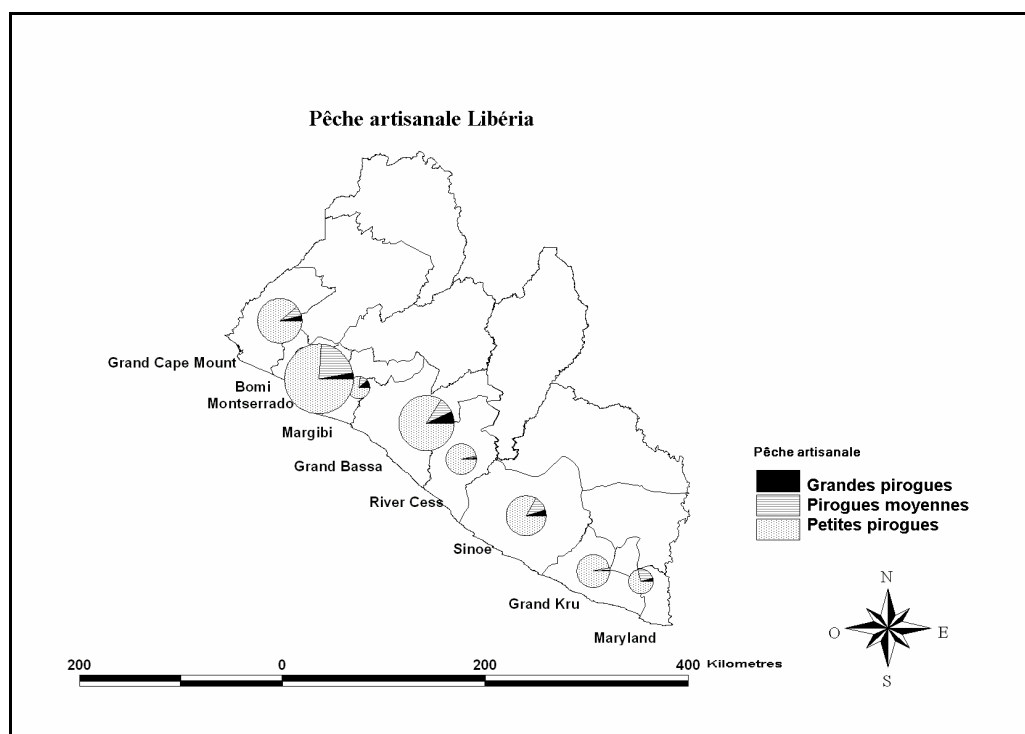 Pêche artisanale Libéria
Grand Cape Mount
Bomi
Montserrado
Margibi
Grand Bassa
River Cess
Sinoe
Grand Kru
Maryland
Pêche artisanale
Grandes pirogues
Pirogues moyennes
Petites pirogues
N
O
E
S
200
0
200
400
Kilometres